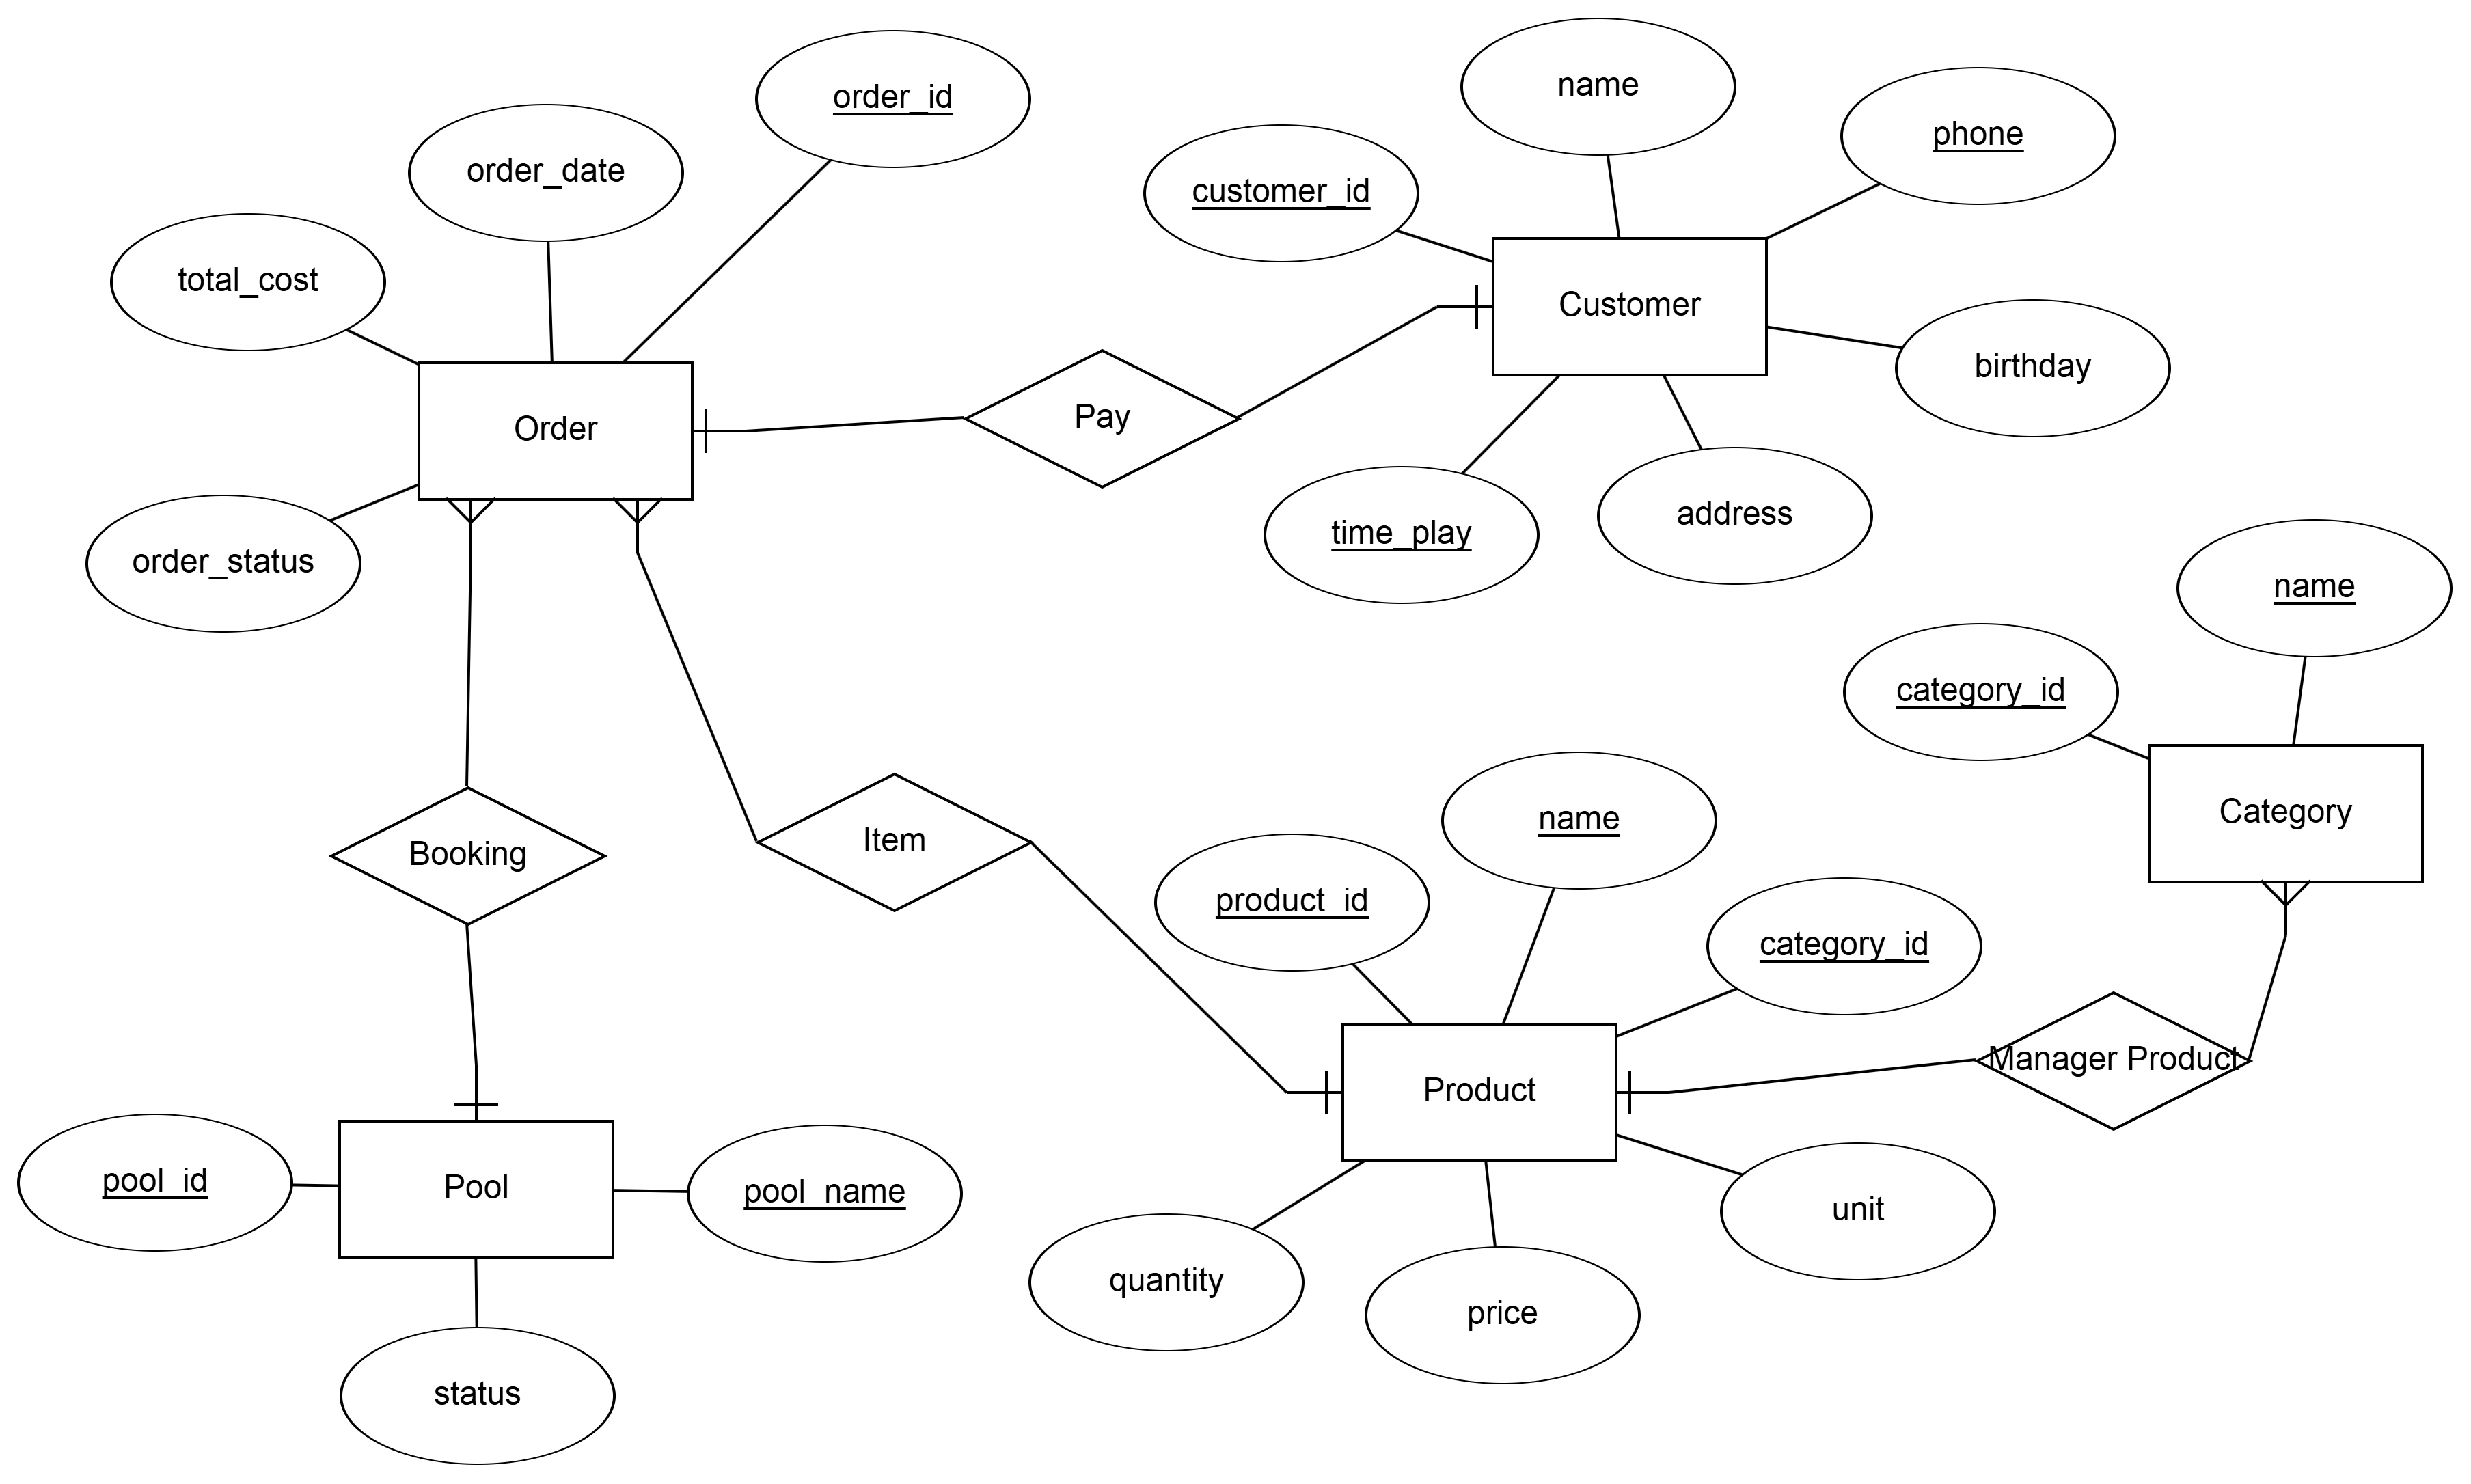 name
order_id
phone
order_date
customer_id
total_cost
Customer
birthday
Pay
Order
address
time_play
order_status
name
category_id
Category
name
Item
Booking
product_id
category_id
Manager Product
Product
pool_id
Pool
pool_name
unit
quantity
price
status